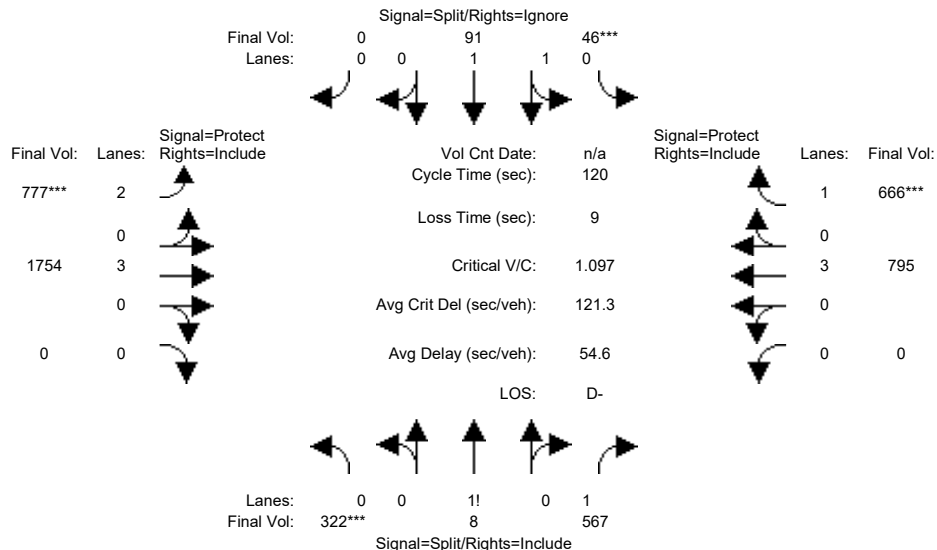 Signal=Split/Rights=Ignore
Final Vol: 0 91 46***
Lanes: 0 0 1 1 0
Signal=Protect
Final Vol: Lanes: Rights=Include
Vol Cnt Date: n/a
Signal=Protect
Rights=Include Lanes: Final Vol:
Cycle Time (sec): 120
777*** 2
1 666***
Loss Time (sec): 9
0
0
1754 3
Critical V/C: 1.097
3 795
0
Avg Crit Del (sec/veh): 121.3
0
0 0
Avg Delay (sec/veh): 54.6
0 0
LOS: D-
Lanes: 0 0 1! 0 1
Final Vol: 322*** 8 567
Signal=Split/Rights=Include